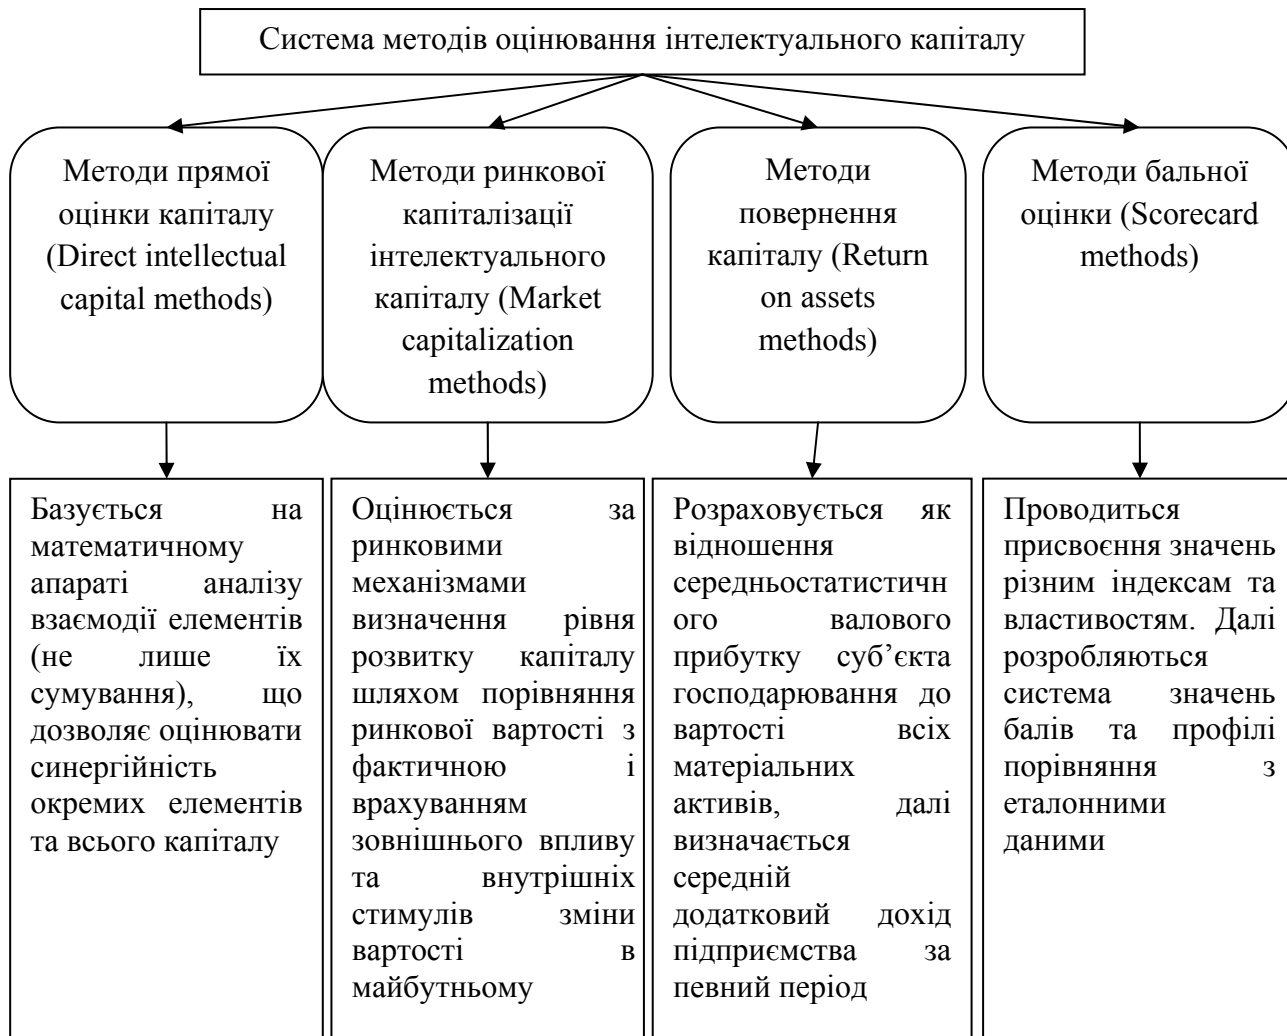 Система методів оцінювання інтелектуального капіталу
Методи прямої
оцінки капіталу
(Direct intellectual
capital methods)
Методи ринкової
капіталізації
інтелектуального
капіталу (Market
capitalization
methods)
Методи
повернення
капіталу (Return
on assets
methods)
Методи бальної
оцінки (Scorecard
methods)
Базується на
математичному
апараті аналізу
взаємодії елементів
(не лише їх
сумування), що
дозволяє оцінювати
синергійність
окремих елементів
та всього капіталу
Оцінюється за
ринковими
механізмами
визначення рівня
розвитку капіталу
шляхом порівняння
ринкової вартості з
фактичною і
врахуванням
зовнішнього впливу
та внутрішніх
стимулів зміни
вартості в
майбутньому
Розраховується як
відношення
середньостатистичн
ого валового
прибутку суб’єкта
господарювання до
вартості всіх
матеріальних
активів, далі
визначається
середній
додатковий дохід
підприємства за
певний період
Проводиться
присвоєння значень
різним індексам та
властивостям. Далі
розробляються
система значень
балів та профілі
порівняння з
еталонними
даними